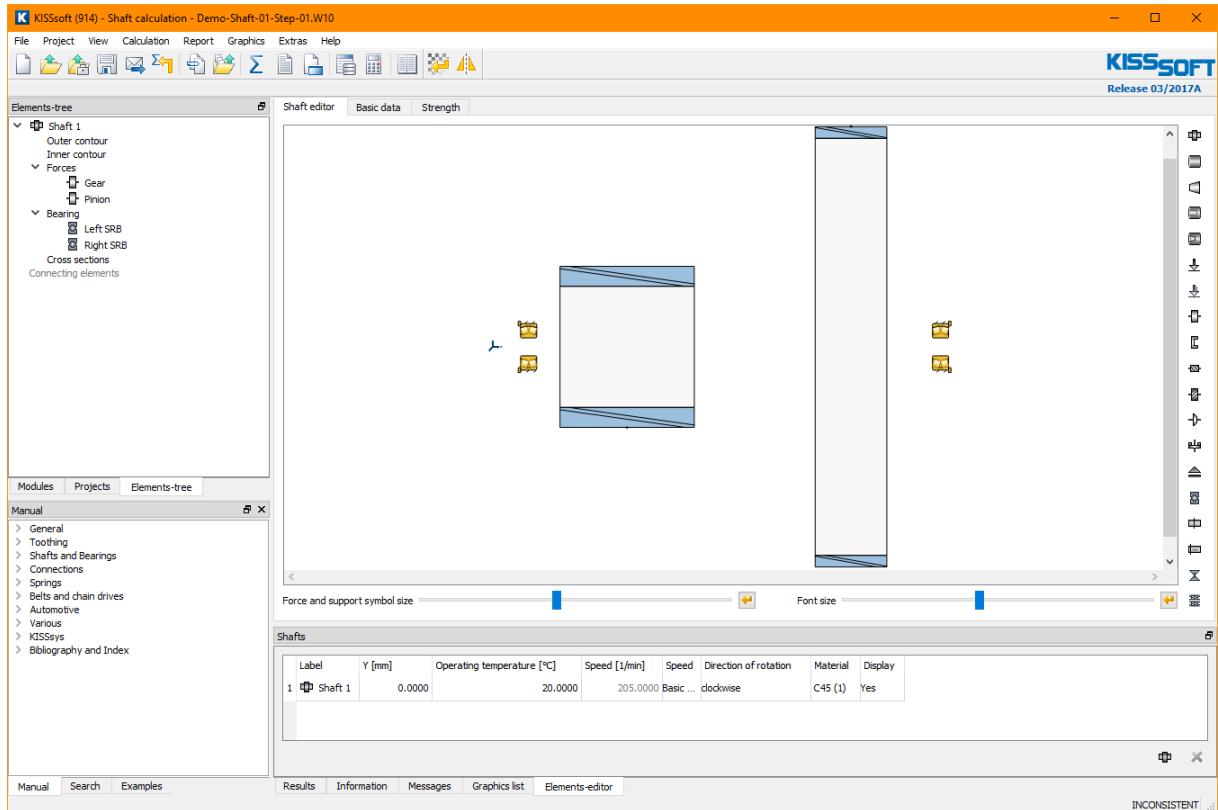 KISSsoft (914) - Shaft calculation - Demo-Shaft-01-Step-01.W10
File Project View Calculation Report Graphics Extras Help
KISSSOFT
Release 03/2017A
Elements-tree
Shaft 1
Outer contour
Inner contour
Forces
Gear
Pinion
Bearing
Left SRB
Right SRB
Cross sections
Connecting elements
Modules Projects Elements-tree
Manual
General
Toothing
Shafts and Bearings
Connections
Springs
Belts and chain drives
Automotive
Various
KISSsys
Bibliography and Index
Manual Search Examples
Shaft editor Basic data Strength
Force and support symbol size Font size
Shafts
Label Y [mm] Operating temperature [°C] Speed [1/min] Speed Direction of rotation Material Display
1 Shaft 1 0.0000 20.0000 205.0000 Basic ... clockwise C45 (1) Yes
Results Information Messages Graphics list Elements-editor
INCONSISTENT